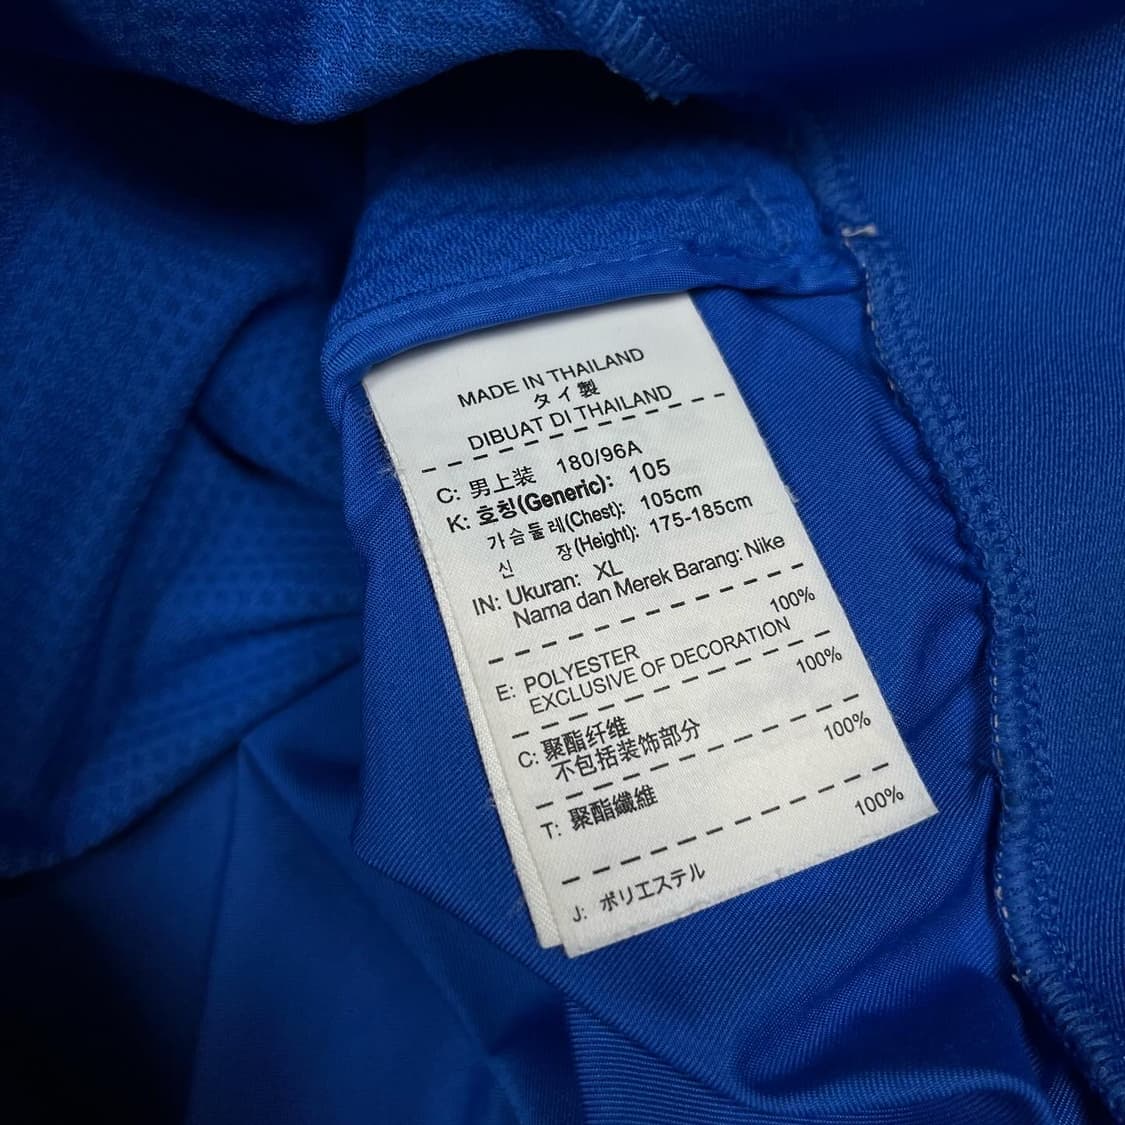 MADE IN THAILAND
タイ製
DIBUAT DI THAILAND
C: 男上装 180/96A
K: 호칭(Generic): 105
가슴둘레(Chest): 105cm
신 장(Height): 175-185cm
IN: Ukuran: XL
Nama dan Merek Barang: Nike
100%
E: POLYESTER
EXCLUSIVE OF DECORATION
100%
C: 聚酯纤维
不包括装饰部分
100%
T: 聚酯纖維
100%
J: ポリエステル